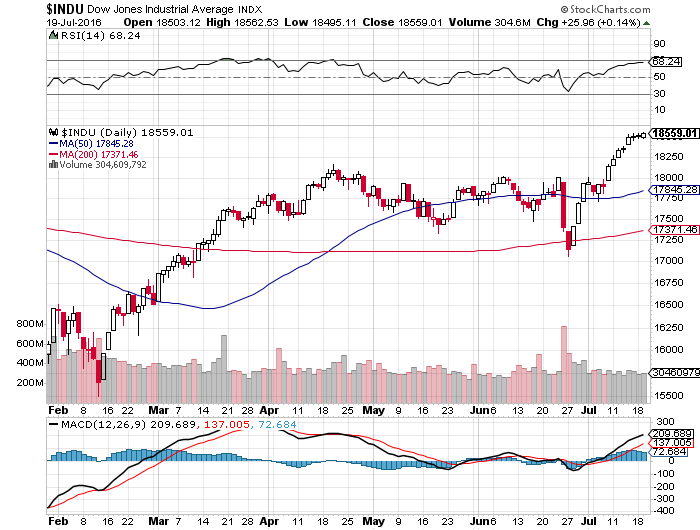 $INDU Dow Jones Industrial Average INDX © StockCharts.com
19-Jul-2016 Open 18503.12 High 18562.53 Low 18495.11 Close 18559.01 Volume 304.6M Chg +25.96 (+0.14%)
RSI(14) 68.24
90
70
68.24
50
30
10
$INDU (Daily) 18559.01
MA(50) 17845.28
MA(200) 17371.46
Volume 304,609,792
18559.01
18250
18000
17845.28
17750
17500
17371.46
17250
17000
16750
16500
16250
16000
15750
15500
800M
600M
400M
200M
30460979
Feb 8 16 22 Mar 7 14 21 28 Apr 11 18 25 May 9 16 23 Jun 6 13 20 27 Jul 11 18
MACD(12,26,9) 209.689, 137.005, 72.684
300
209.689
137.005
72.684
0
-100
-200
-300
-400
Feb 8 16 22 Mar 7 14 21 28 Apr 11 18 25 May 9 16 23 Jun 6 13 20 27 Jul 11 18